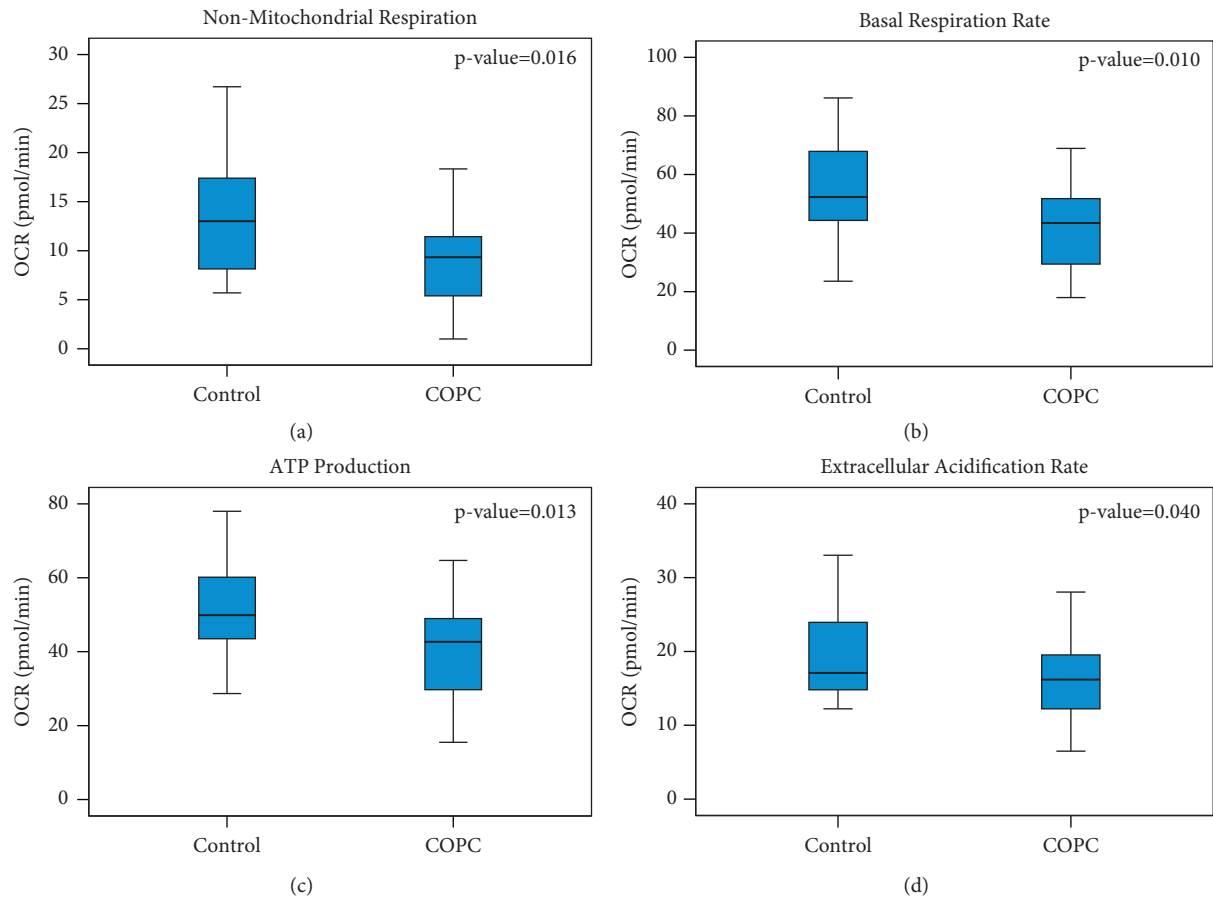 Non-Mitochondrial Respiration
p-value=0.016
OCR (pmol/min)
30
25
20
15
10
5
0
Control COPC
(a)
Basal Respiration Rate
p-value=0.010
OCR (pmol/min)
100
80
60
40
20
0
Control COPC
(b)
ATP Production
p-value=0.013
OCR (pmol/min)
80
60
40
20
0
Control COPC
(c)
Extracellular Acidification Rate
p-value=0.040
OCR (pmol/min)
40
30
20
10
0
Control COPC
(d)